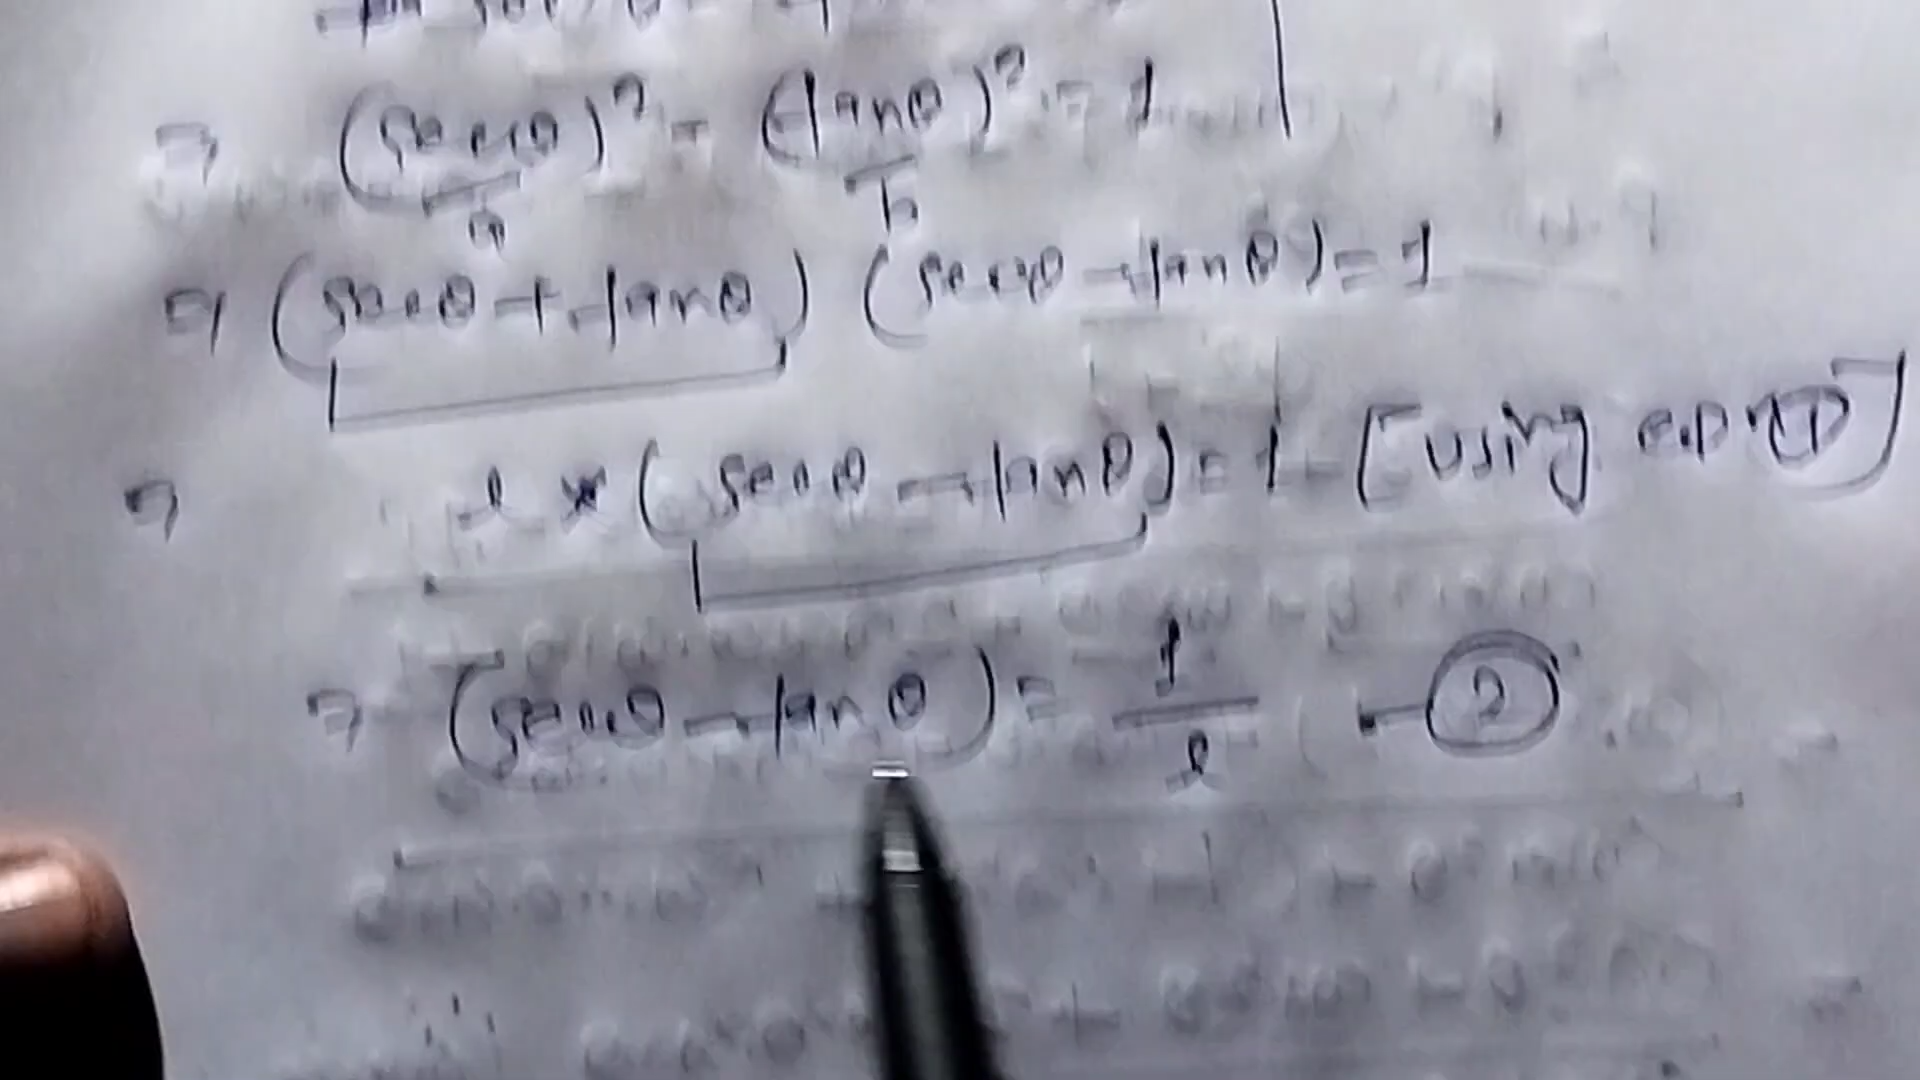 ⇒ (secθ)² - (tanθ)² = 1
a b
⇒ (secθ + tanθ) (secθ - tanθ) = 1
⇒ l × (secθ - tanθ) = 1 [using eqn (1)]
⇒ (secθ - tanθ) = 1/l - (2)